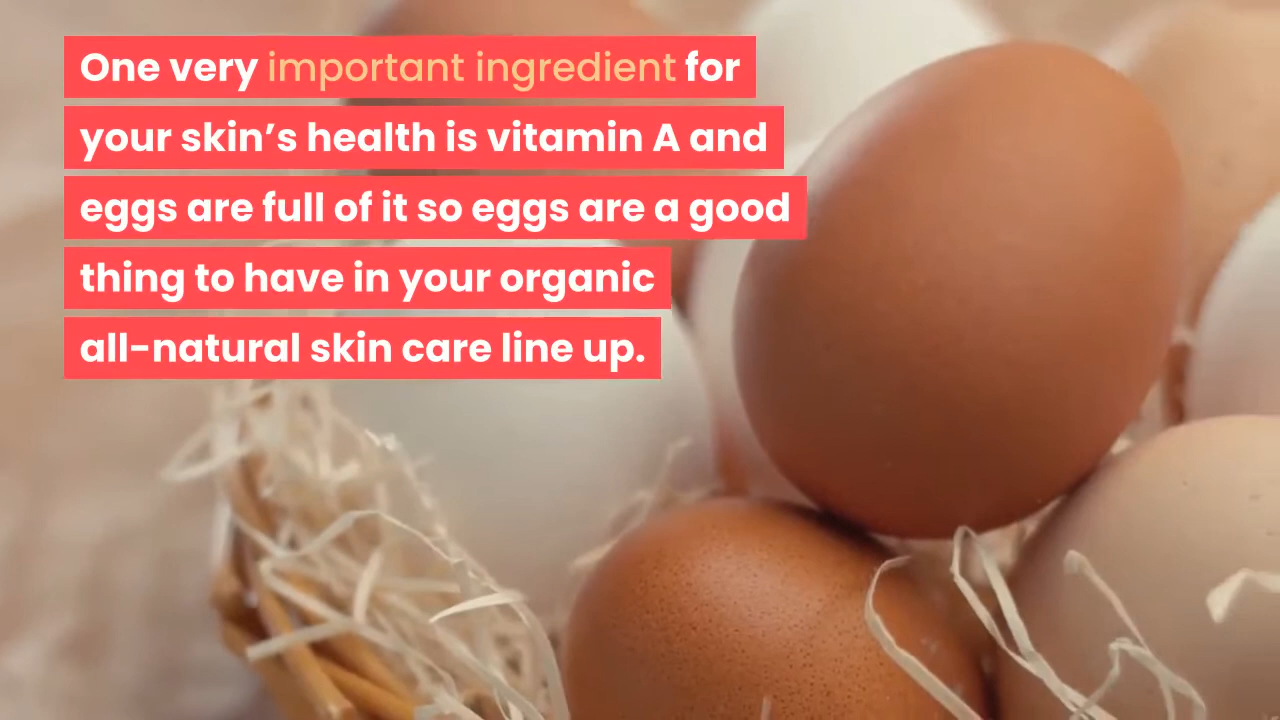 One very important ingredient for
your skin’s health is vitamin A and
eggs are full of it so eggs are a good
thing to have in your organic
all-natural skin care line up.